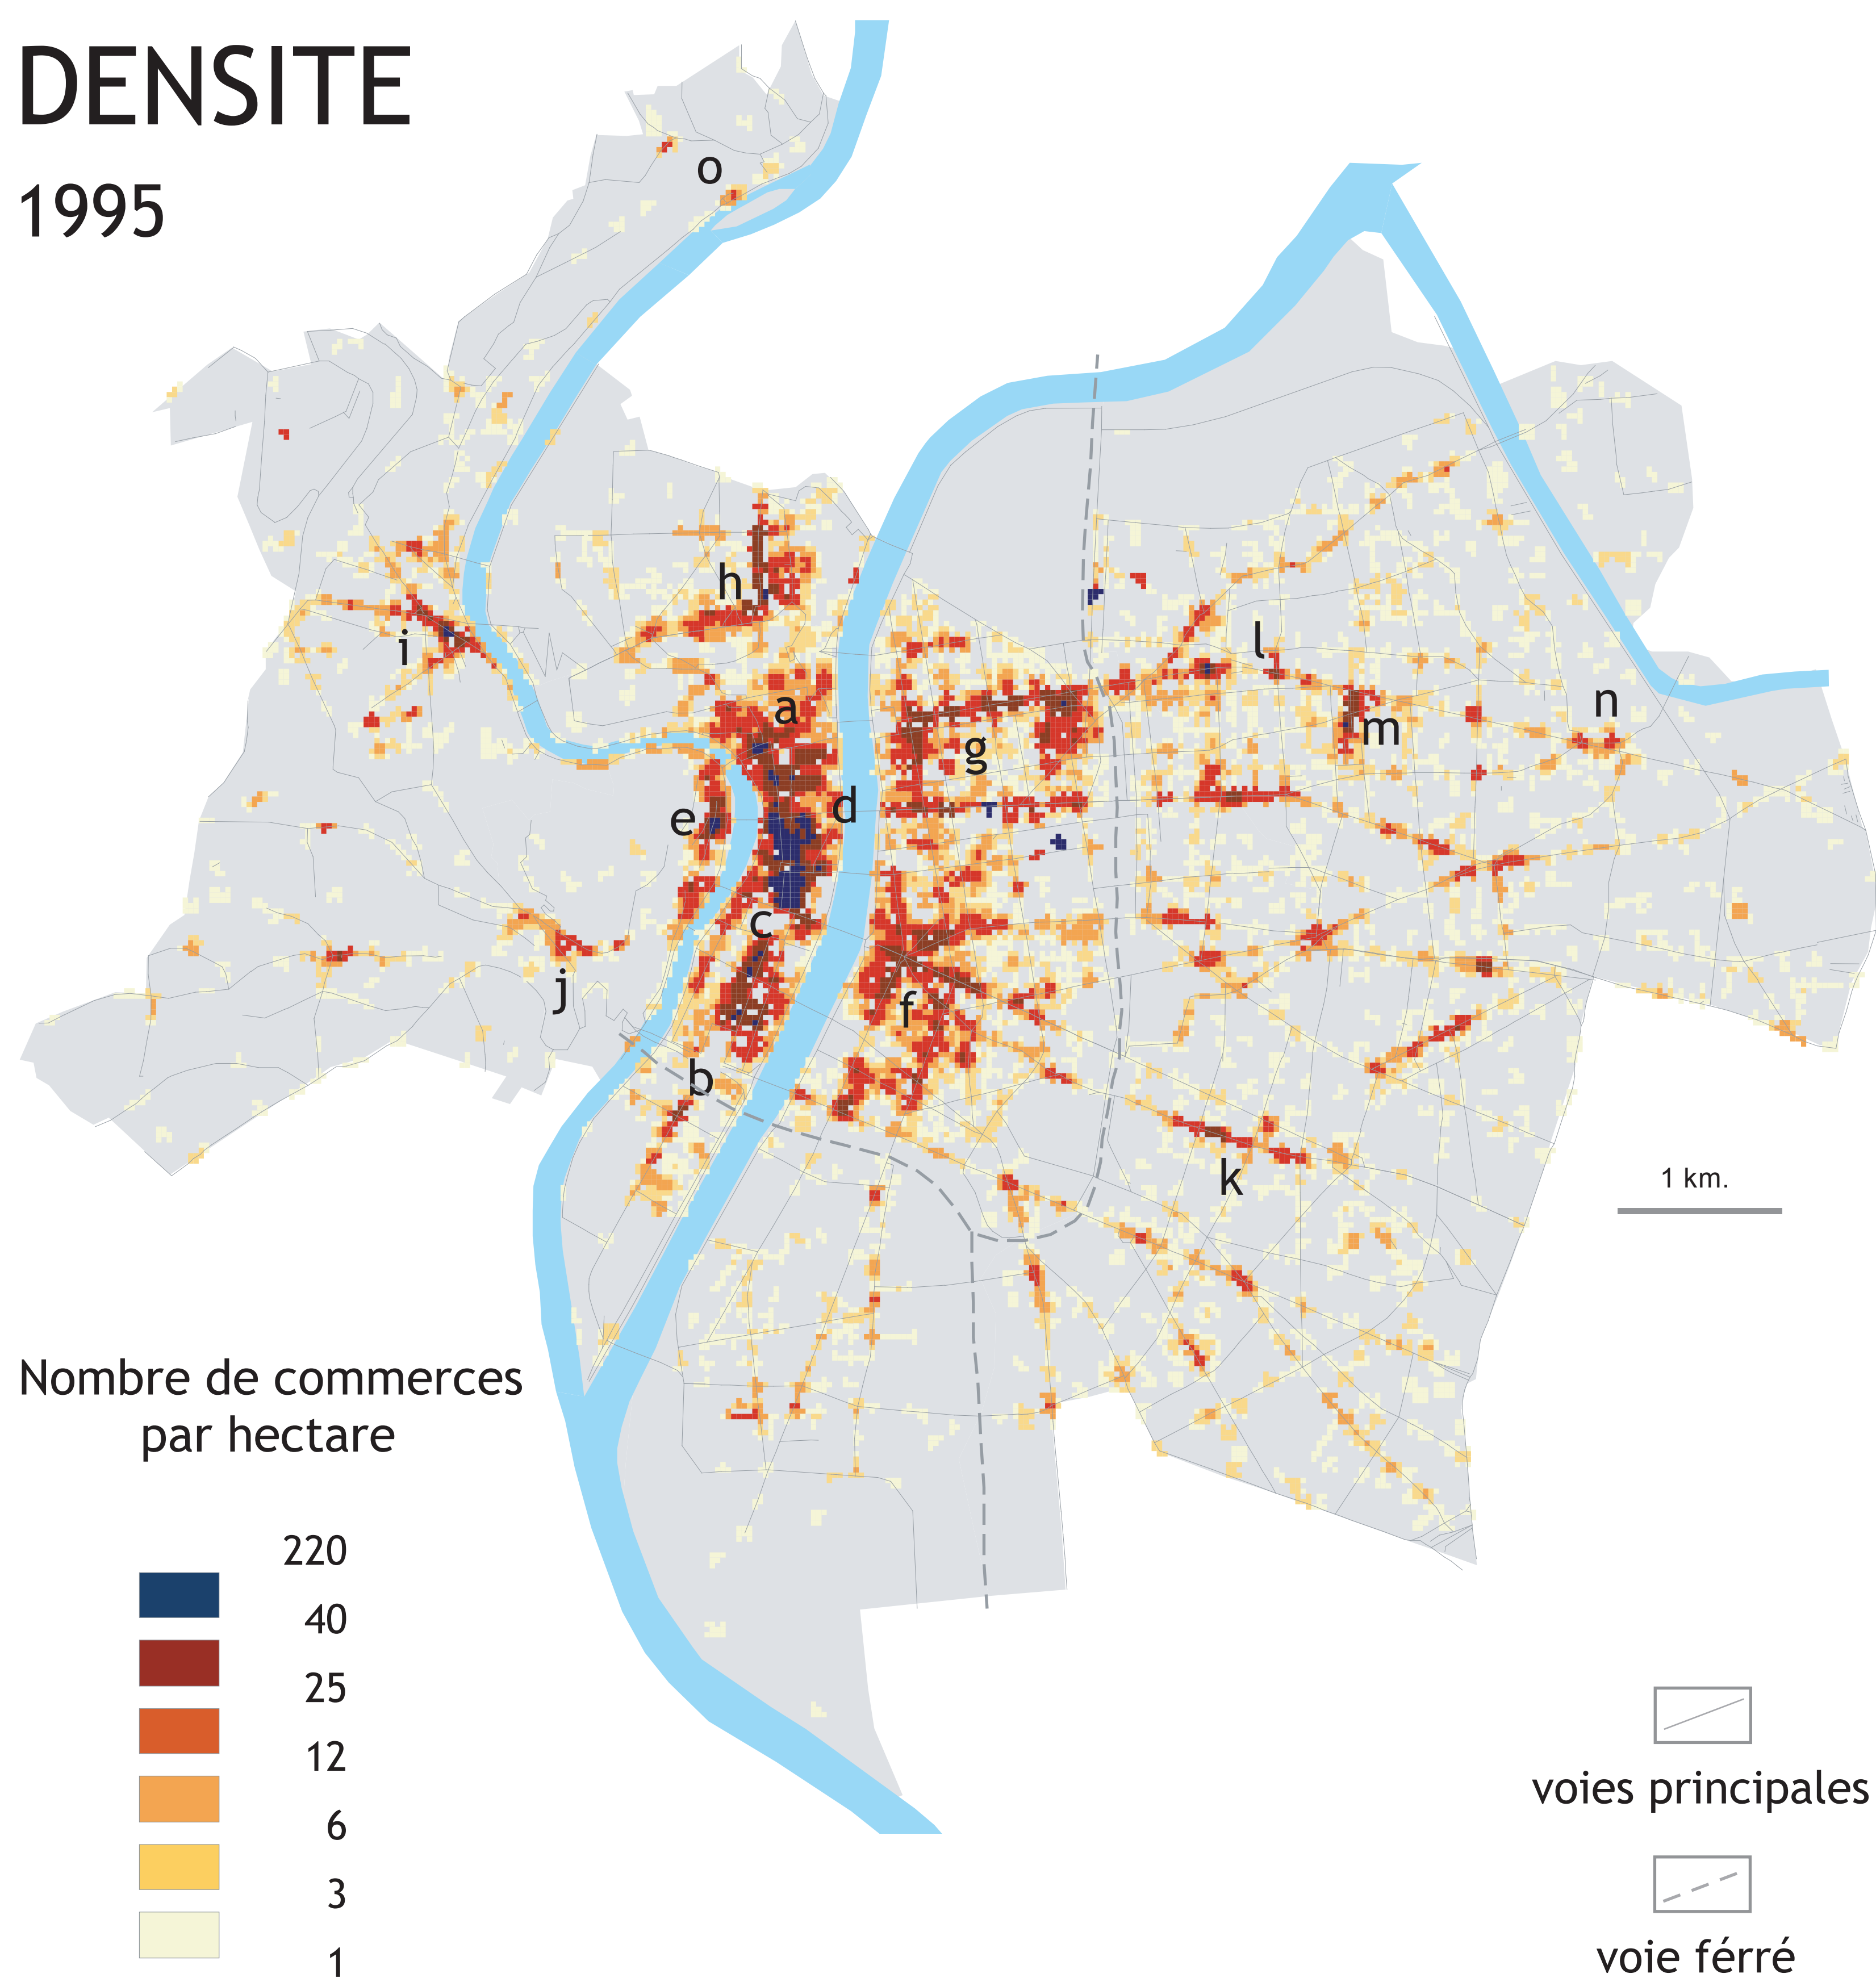 DENSITE
1995
o
h
i
l
a
m
n
g
e
d
c
j
f
b
k
1 km.
Nombre de commerces
par hectare
220
40
25
12
6
3
1
voies principales
voie férré